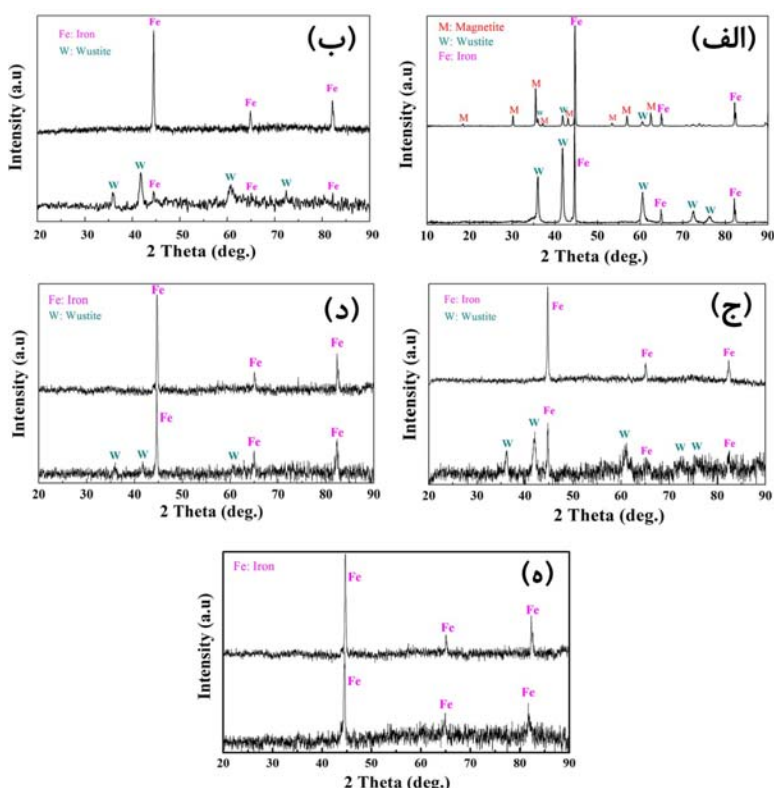 (الف)
M: Magnetite
W: Wustite
Fe: Iron
Intensity (a.u)
M M M W M Fe W M Fe M M W M Fe Fe
W W Fe W Fe W W Fe
10 20 30 40 50 60 70 80 90
2 Theta (deg.)
(ب)
Fe: Iron
W: Wustite
Intensity (a.u)
Fe Fe Fe
W W Fe W Fe W Fe
20 30 40 50 60 70 80 90
2 Theta (deg.)
(ج)
Fe: Iron
W: Wustite
Intensity (a.u)
Fe Fe Fe
W W Fe W Fe W W Fe
20 30 40 50 60 70 80 90
2 Theta (deg.)
(د)
Fe: Iron
W: Wustite
Intensity (a.u)
Fe Fe Fe
W W Fe W Fe Fe
20 30 40 50 60 70 80 90
2 Theta (deg.)
(ه)
Fe: Iron
Intensity (a.u)
Fe Fe Fe
Fe Fe Fe
20 30 40 50 60 70 80 90
2 Theta (deg.)